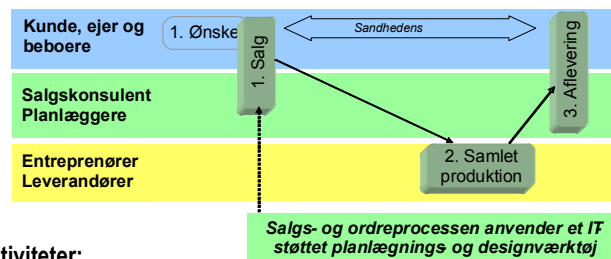 Kunde, ejer og
beboere
1. Ønske
1. Salg
Sandhedens
3. Aflevering
Salgskonsulent
Planlæggere
Entreprenører
Leverandører
2. Samlet
produktion
Salgs- og ordreprocessen anvender et IT-
støttet planlægnings- og designværktøj
tiviteter: